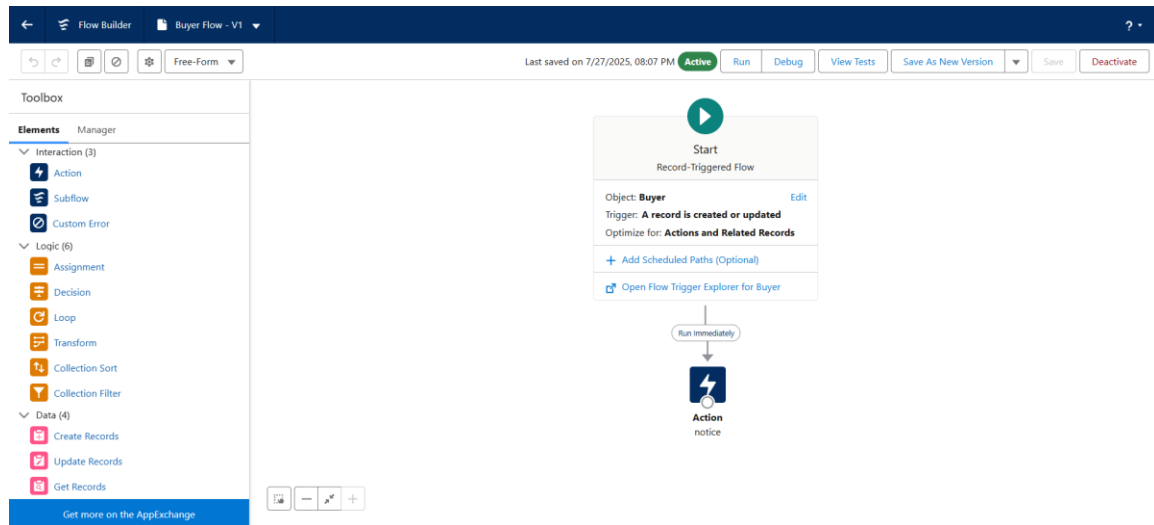 Flow Builder
Buyer Flow - V1
?
Free-Form
Last saved on 7/27/2025, 08:07 PM
Active
Run
Debug
View Tests
Save As New Version
Save
Deactivate
Toolbox
Elements
Manager
Interaction (3)
Action
Subflow
Custom Error
Logic (6)
Assignment
Decision
Loop
Transform
Collection Sort
Collection Filter
Data (4)
Create Records
Update Records
Get Records
Get more on the AppExchange
Start
Record-Triggered Flow
Object: Buyer
Edit
Trigger: A record is created or updated
Optimize for: Actions and Related Records
+ Add Scheduled Paths (Optional)
Open Flow Trigger Explorer for Buyer
Run Immediately
Action
notice